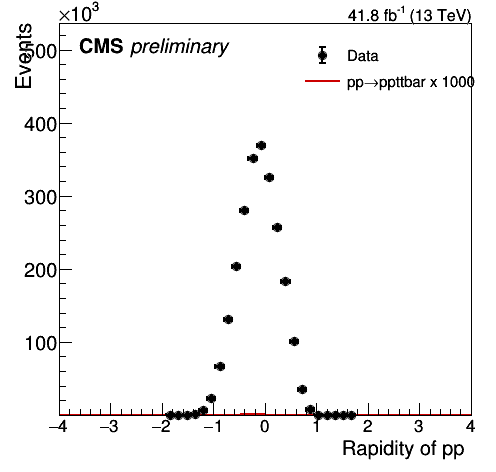 ×10³
41.8 fb⁻¹ (13 TeV)
Events
CMS preliminary
Data
pp→ppttbar x 1000
500
400
300
200
100
−4 −3 −2 −1 0 1 2 3 4
Rapidity of pp